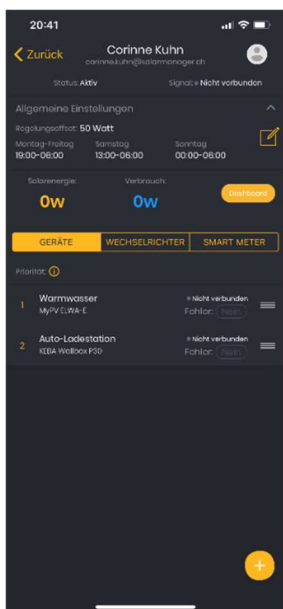 20:41
Zurück
Corinne Kuhn
corinne.kuhn@solarmanager.ch
Status: Aktiv
Signal: Nicht verbunden
Allgemeine Einstellungen
Regelungsoffset: 50 Watt
Montag-Freitag Samstag Sonntag
19:00-06:00 13:00-06:00 00:00-06:00
Solarenergie: Verbrauch:
0w 0w Dashboard
GERÄTE WECHSELRICHTER SMART METER
Priorität:
1 Warmwasser Nicht verbunden
MyPV ELWA-E Fehler: Nein
2 Auto-Ladestation Nicht verbunden
KEBA Wallbox P30 Fehler: Nein
+